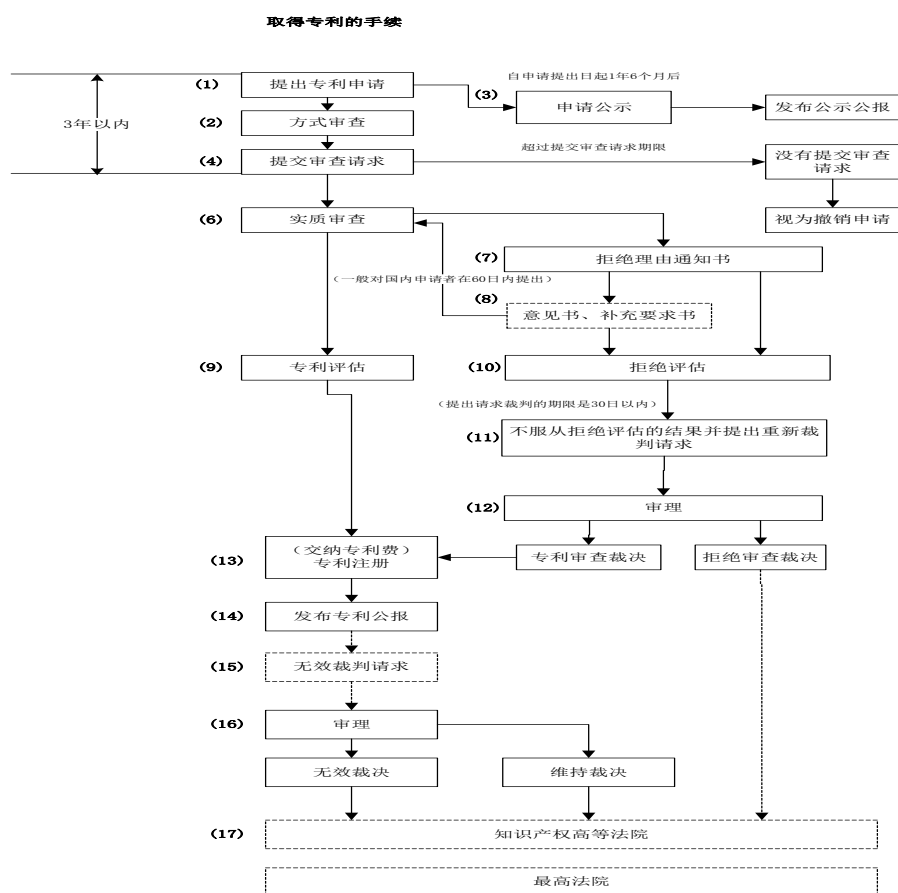 取得专利的手续
自申请提出日起1年6个月后
(1)
提出专利申请
(3)
申请公示
发布公示公报
3年以内
(2)
方式审查
超过提交审查请求期限
(4)
提交审查请求
没有提交审查
请求
(6)
实质审查
视为撤销申请
(7)
拒绝理由通知书
(一般对国内申请者在60日内提出)
(8)
意见书、补充要求书
(9)
专利评估
(10)
拒绝评估
(提出请求裁判的期限是30日以内)
(11)
不服从拒绝评估的结果并提出重新裁
判请求
(12)
审理
(13)
(交纳专利费)
专利注册
专利审查裁决
拒绝审查裁决
(14)
发布专利公报
(15)
无效裁判请求
(16)
审理
无效裁决
维持裁决
(17)
知识产权高等法院
最高法院